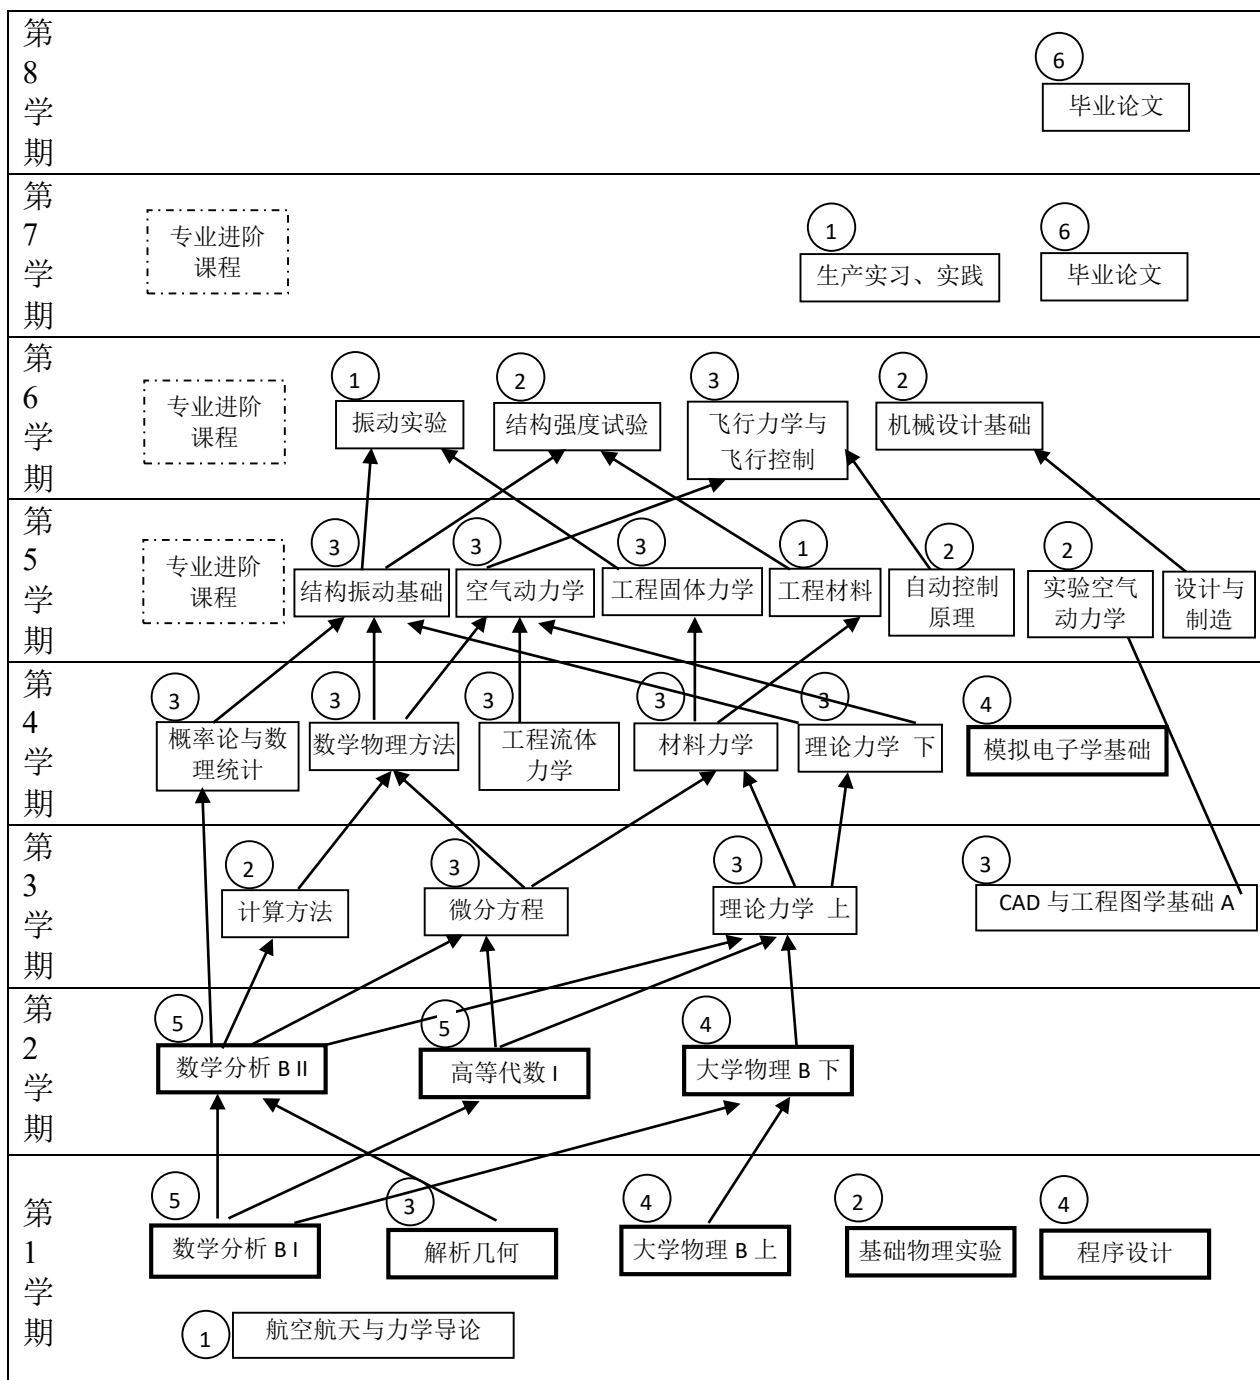 第
8
学
期
6
毕业论文
第
7
学
期
专业进阶
课程
1
生产实习、实践
6
毕业论文
第
6
学
期
专业进阶
课程
1
振动实验
2
结构强度试验
3
飞行力学与
飞行控制
2
机械设计基础
第
5
学
期
专业进阶
课程
3
结构振动基础
3
空气动力学
3
工程固体力学
1
工程材料
2
自动控制
原理
2
实验空气
动力学
设计与
制造
第
4
学
期
3
概率论与数
理统计
3
数学物理方法
3
工程流体
力学
3
材料力学
3
理论力学 下
4
模拟电子学基础
第
3
学
期
2
计算方法
3
微分方程
3
理论力学 上
3
CAD 与工程图学基础 A
第
2
学
期
5
数学分析 B II
5
高等代数 I
4
大学物理 B 下
第
1
学
期
5
数学分析 B I
3
解析几何
4
大学物理 B 上
2
基础物理实验
4
程序设计
1
航空航天与力学导论